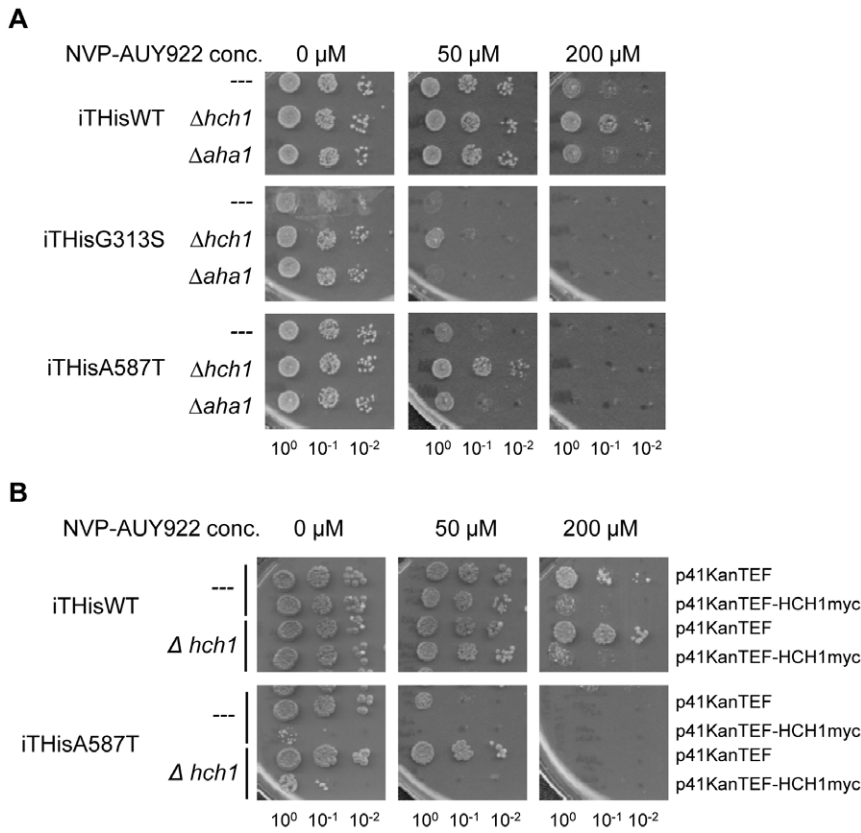 A
NVP-AUY922 conc. 0 µM 50 µM 200 µM
---
iTHisWT Δhch1
Δaha1
---
iTHisG313S Δhch1
Δaha1
---
iTHisA587T Δhch1
Δaha1
10⁰ 10⁻¹ 10⁻² 10⁰ 10⁻¹ 10⁻² 10⁰ 10⁻¹ 10⁻²
B
NVP-AUY922 conc. 0 µM 50 µM 200 µM
p41KanTEF
iTHisWT --- p41KanTEF-HCH1myc
p41KanTEF
Δ hch1 p41KanTEF-HCH1myc
p41KanTEF
--- p41KanTEF-HCH1myc
iTHisA587T p41KanTEF
Δ hch1 p41KanTEF-HCH1myc
10⁰ 10⁻¹ 10⁻² 10⁰ 10⁻¹ 10⁻² 10⁰ 10⁻¹ 10⁻²